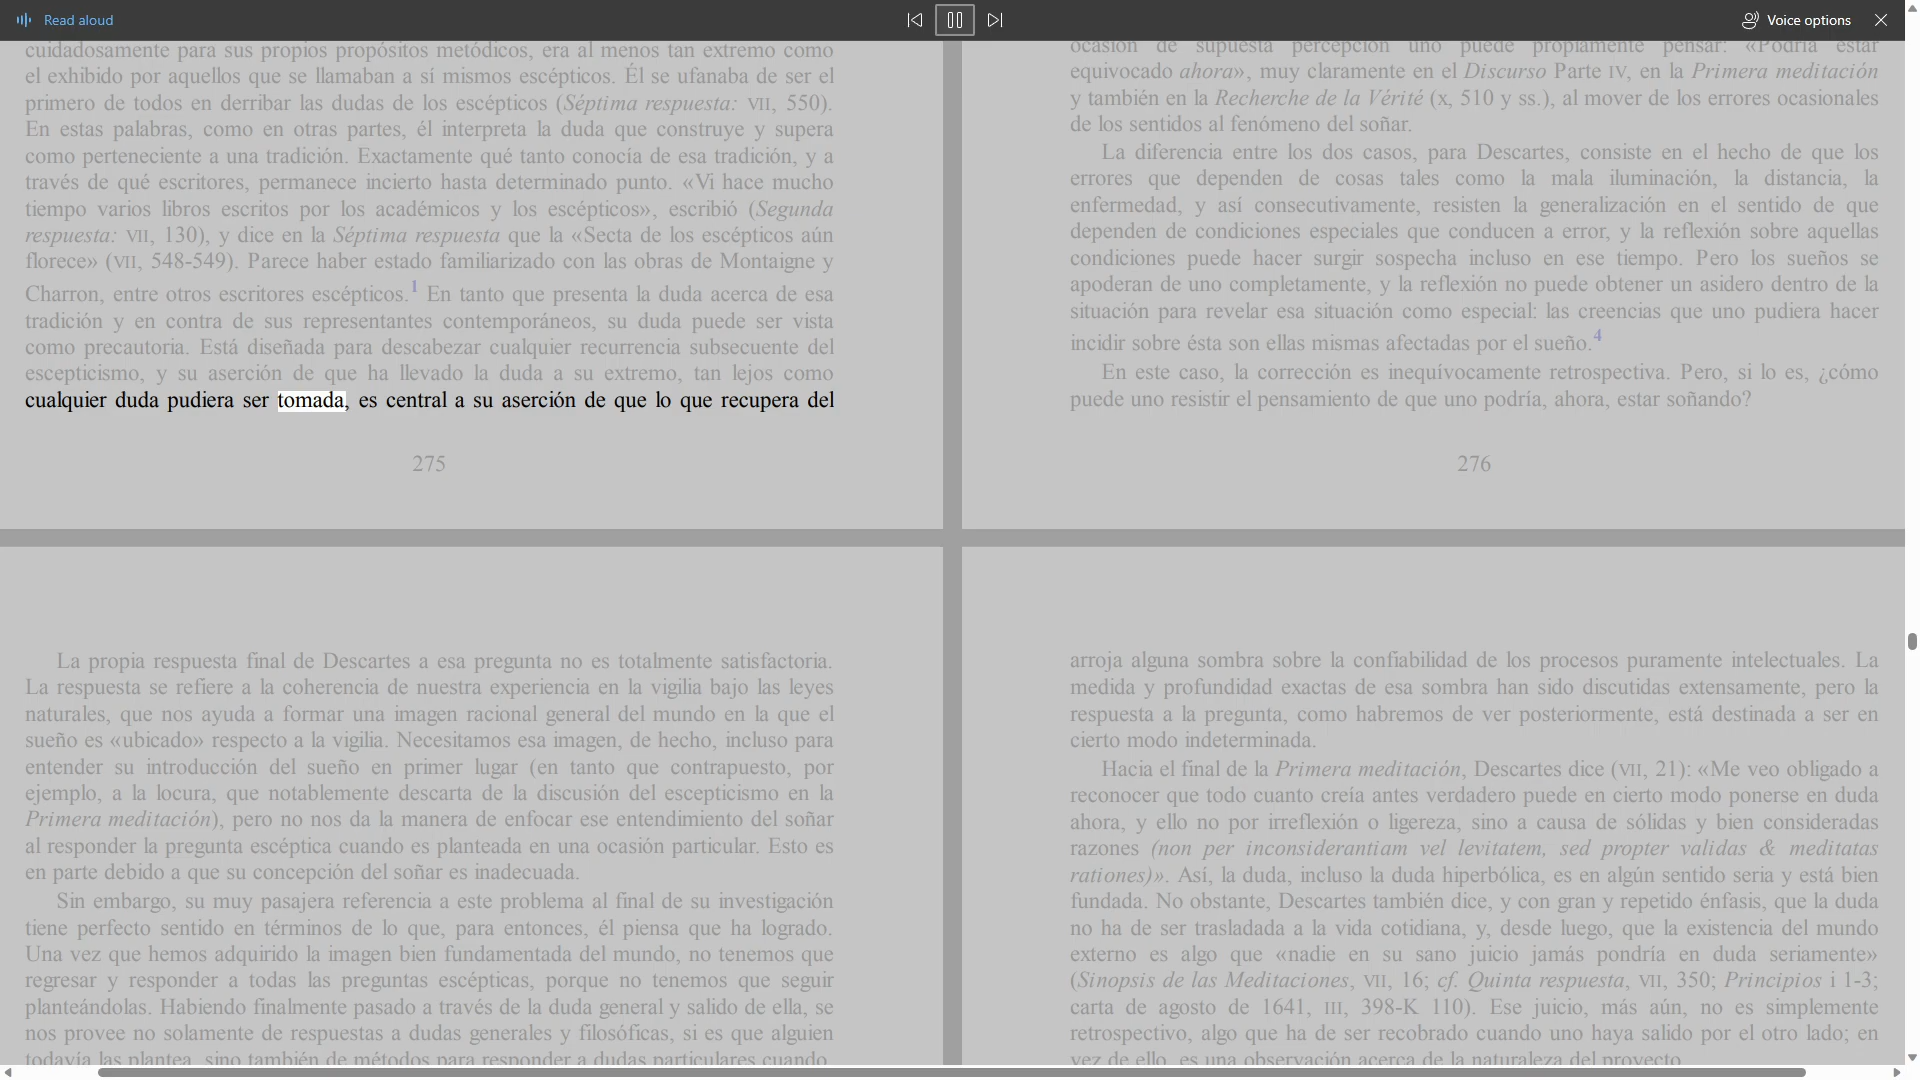 Read aloud
Voice options
cuidadosamente para sus propios propósitos metódicos, era al menos tan extremo como
el exhibido por aquellos que se llamaban a sí mismos escépticos. Él se ufanaba de ser el
primero de todos en derribar las dudas de los escépticos (Séptima respuesta: VII, 550).
En estas palabras, como en otras partes, él interpreta la duda que construye y supera
como perteneciente a una tradición. Exactamente qué tanto conocía de esa tradición, y a
través de qué escritores, permanece incierto hasta determinado punto. «Vi hace mucho
tiempo varios libros escritos por los académicos y los escépticos», escribió (Segunda
respuesta: VII, 130), y dice en la Séptima respuesta que la «Secta de los escépticos aún
florece» (VII, 548-549). Parece haber estado familiarizado con las obras de Montaigne y
Charron, entre otros escritores escépticos.1 En tanto que presenta la duda acerca de esa
tradición y en contra de sus representantes contemporáneos, su duda puede ser vista
como precautoria. Está diseñada para descabezar cualquier recurrencia subsecuente del
escepticismo, y su aserción de que ha llevado la duda a su extremo, tan lejos como
cualquier duda pudiera ser tomada, es central a su aserción de que lo que recupera del
275
ocasión de supuesta percepción uno puede propiamente pensar: «Podría estar
equivocado ahora», muy claramente en el Discurso Parte IV, en la Primera meditación
y también en la Recherche de la Vérité (x, 510 y ss.), al mover de los errores ocasionales
de los sentidos al fenómeno del soñar.
La diferencia entre los dos casos, para Descartes, consiste en el hecho de que los
errores que dependen de cosas tales como la mala iluminación, la distancia, la
enfermedad, y así consecutivamente, resisten la generalización en el sentido de que
dependen de condiciones especiales que conducen a error, y la reflexión sobre aquellas
condiciones puede hacer surgir sospecha incluso en ese tiempo. Pero los sueños se
apoderan de uno completamente, y la reflexión no puede obtener un asidero dentro de la
situación para revelar esa situación como especial: las creencias que uno pudiera hacer
incidir sobre ésta son ellas mismas afectadas por el sueño.4
En este caso, la corrección es inequívocamente retrospectiva. Pero, si lo es, ¿cómo
puede uno resistir el pensamiento de que uno podría, ahora, estar soñando?
276
La propia respuesta final de Descartes a esa pregunta no es totalmente satisfactoria.
La respuesta se refiere a la coherencia de nuestra experiencia en la vigilia bajo las leyes
naturales, que nos ayuda a formar una imagen racional general del mundo en la que el
sueño es «ubicado» respecto a la vigilia. Necesitamos esa imagen, de hecho, incluso para
entender su introducción del sueño en primer lugar (en tanto que contrapuesto, por
ejemplo, a la locura, que notablemente descarta de la discusión del escepticismo en la
Primera meditación), pero no nos da la manera de enfocar ese entendimiento del soñar
al responder la pregunta escéptica cuando es planteada en una ocasión particular. Esto es
en parte debido a que su concepción del soñar es inadecuada.
Sin embargo, su muy pasajera referencia a este problema al final de su investigación
tiene perfecto sentido en términos de lo que, para entonces, él piensa que ha logrado.
Una vez que hemos adquirido la imagen bien fundamentada del mundo, no tenemos que
regresar y responder a todas las preguntas escépticas, porque no tenemos que seguir
planteándolas. Habiendo finalmente pasado a través de la duda general y salido de ella, se
nos provee no solamente de respuestas a dudas generales y filosóficas, si es que alguien
todavía las plantea, sino también de métodos para responder a dudas particulares cuando
arroja alguna sombra sobre la confiabilidad de los procesos puramente intelectuales. La
medida y profundidad exactas de esa sombra han sido discutidas extensamente, pero la
respuesta a la pregunta, como habremos de ver posteriormente, está destinada a ser en
cierto modo indeterminada.
Hacia el final de la Primera meditación, Descartes dice (VII, 21): «Me veo obligado a
reconocer que todo cuanto creía antes verdadero puede en cierto modo ponerse en duda
ahora, y ello no por irreflexión o ligereza, sino a causa de sólidas y bien consideradas
razones (non per inconsiderantiam vel levitatem, sed propter validas & meditatas
rationes)». Así, la duda, incluso la duda hiperbólica, es en algún sentido seria y está bien
fundada. No obstante, Descartes también dice, y con gran y repetido énfasis, que la duda
no ha de ser trasladada a la vida cotidiana, y, desde luego, que la existencia del mundo
externo es algo que «nadie en su sano juicio jamás pondría en duda seriamente»
(Sinopsis de las Meditaciones, VII, 16; cf. Quinta respuesta, VII, 350; Principios i 1-3;
carta de agosto de 1641, III, 398-K 110). Ese juicio, más aún, no es simplemente
retrospectivo, algo que ha de ser recobrado cuando uno haya salido por el otro lado; en
vez de ello, es una observación acerca de la naturaleza del proyecto